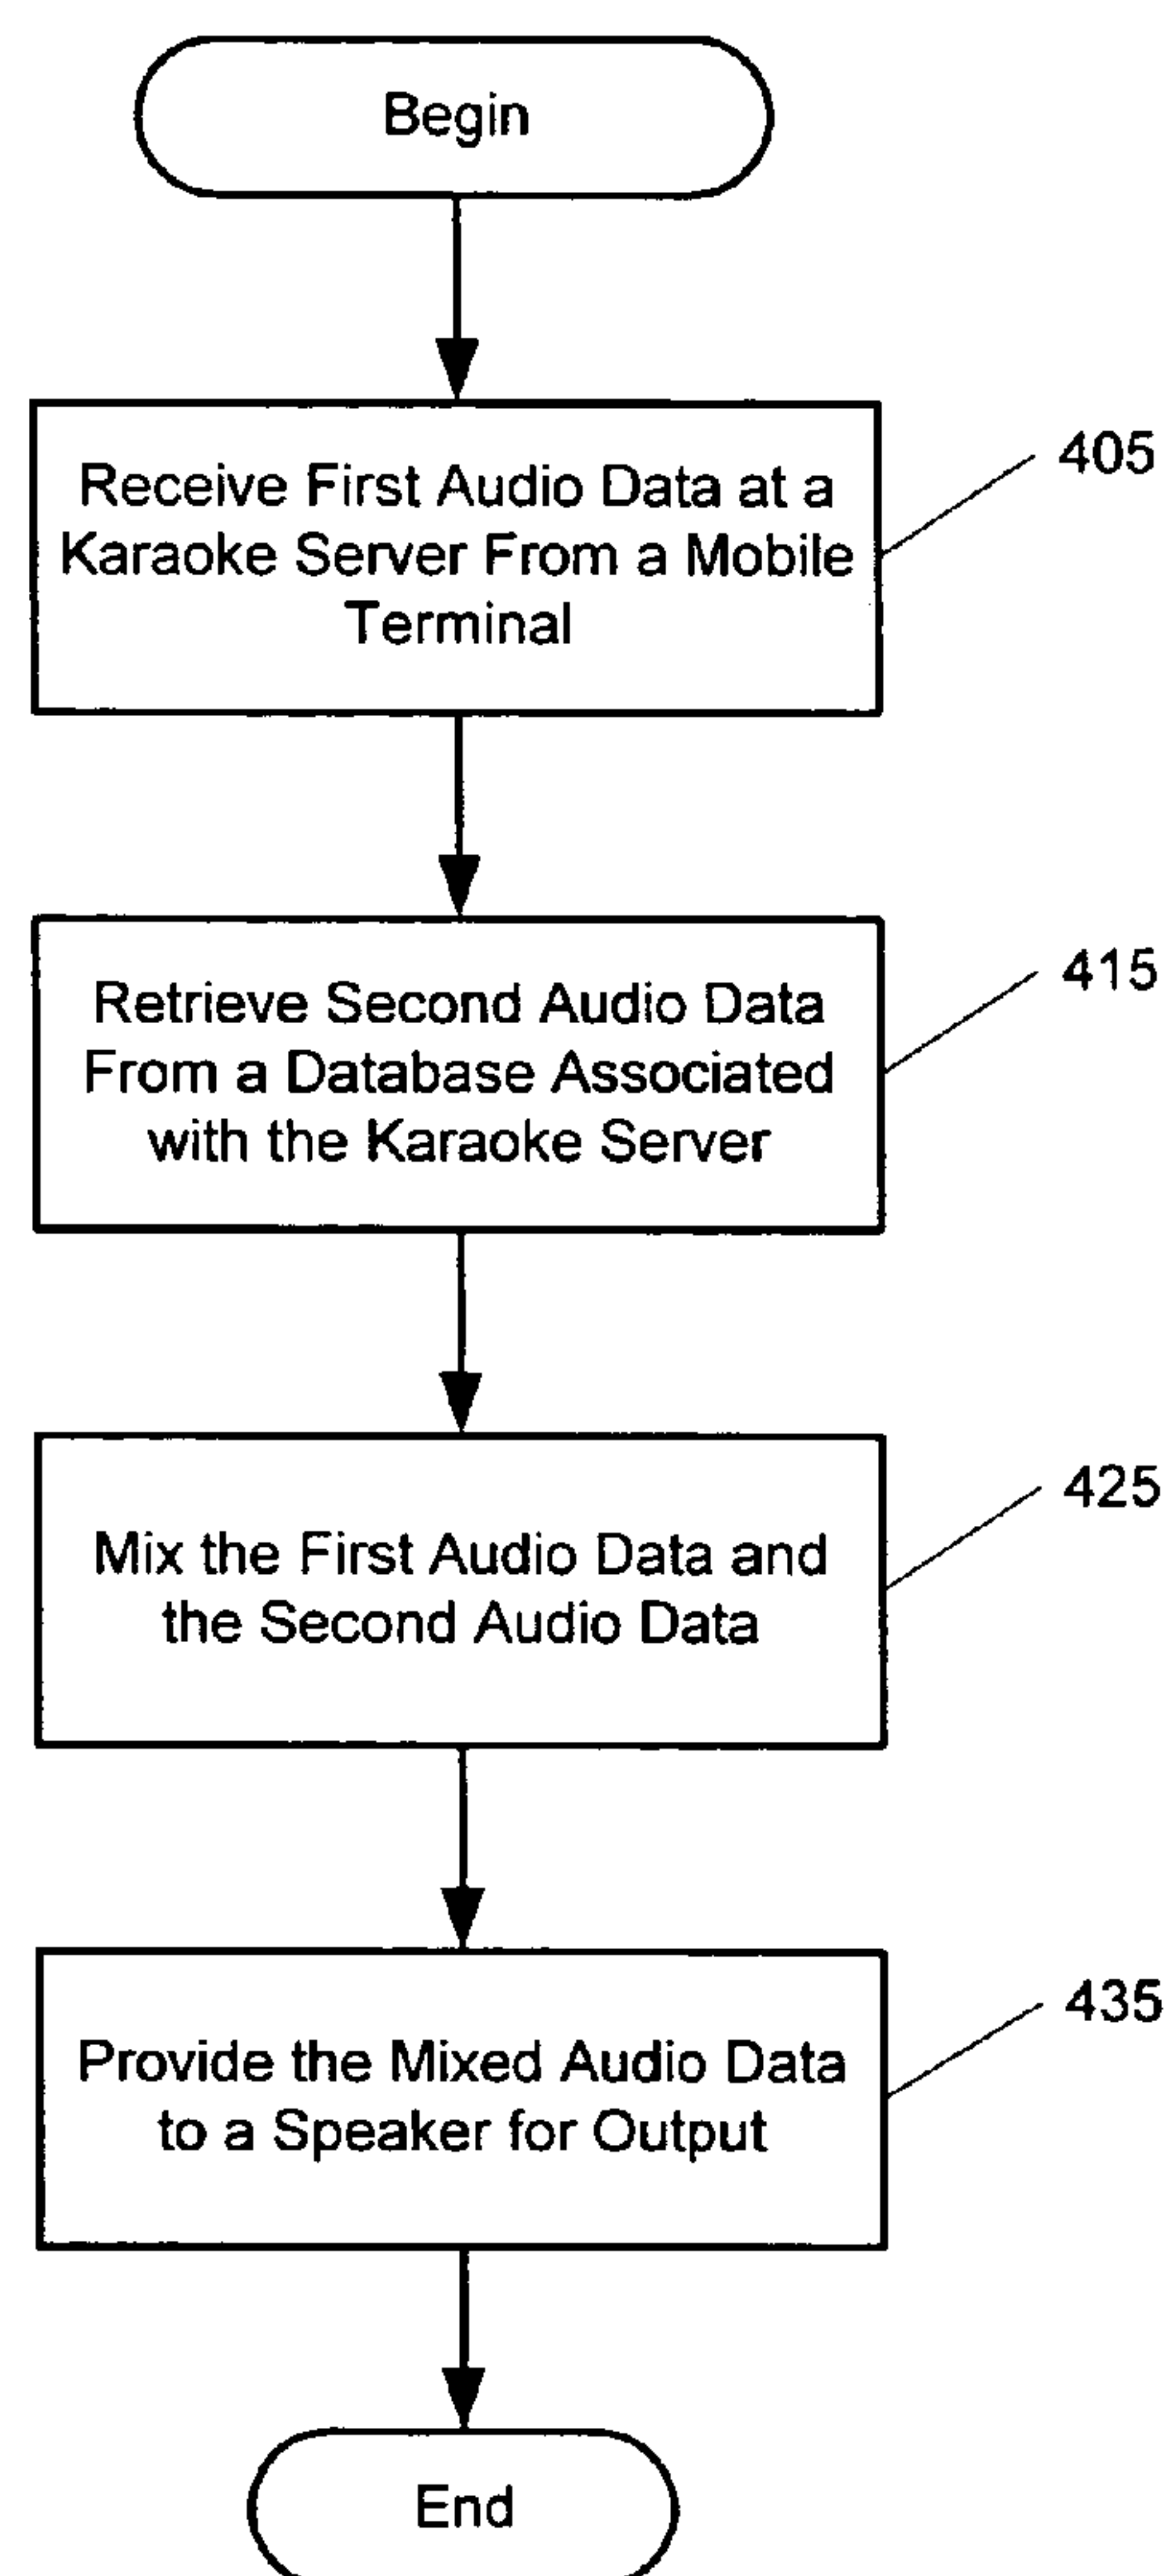 Begin
Receive First Audio Data at a
Karaoke Server From a Mobile
Terminal
405
Retrieve Second Audio Data
From a Database Associated
with the Karaoke Server
415
Mix the First Audio Data and
the Second Audio Data
425
Provide the Mixed Audio Data
to a Speaker for Output
435
End